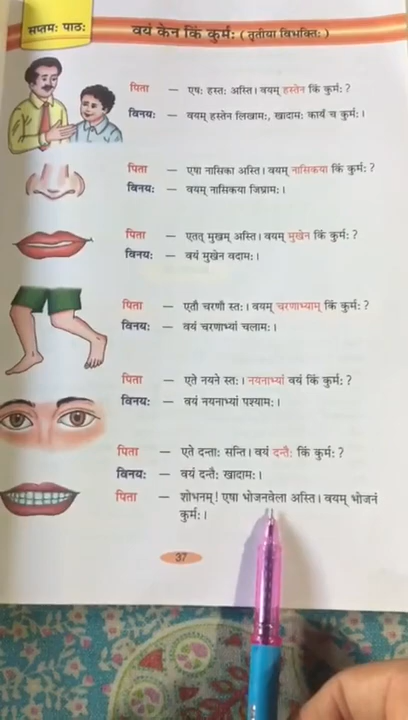 सप्तमः पाठः
वयं केन किं कुर्मः ( तृतीया विभक्तिः )
पिता — एषः हस्तः अस्ति। वयम् हस्तेन किं कुर्मः?
विनयः — वयम् हस्तेन लिखामः, खादामः कार्यं च कुर्मः।
पिता — एषा नासिका अस्ति। वयम् नासिकया किं कुर्मः?
विनयः — वयम् नासिकया जिघ्रामः।
पिता — एतत् मुखम् अस्ति। वयम् मुखेन किं कुर्मः?
विनयः — वयं मुखेन वदामः।
पिता — एतौ चरणौ स्तः। वयम् चरणाभ्याम् किं कुर्मः?
विनयः — वयं चरणाभ्यां चलामः।
पिता — एते नयने स्तः। नयनाभ्यां वयं किं कुर्मः?
विनयः — वयं नयनाभ्यां पश्यामः।
पिता — एते दन्ताः सन्ति। वयं दन्तैः किं कुर्मः?
विनयः — वयं दन्तैः खादामः।
पिता — शोभनम्! एषा भोजनवेला अस्ति। वयम् भोजनं
कुर्मः।
37